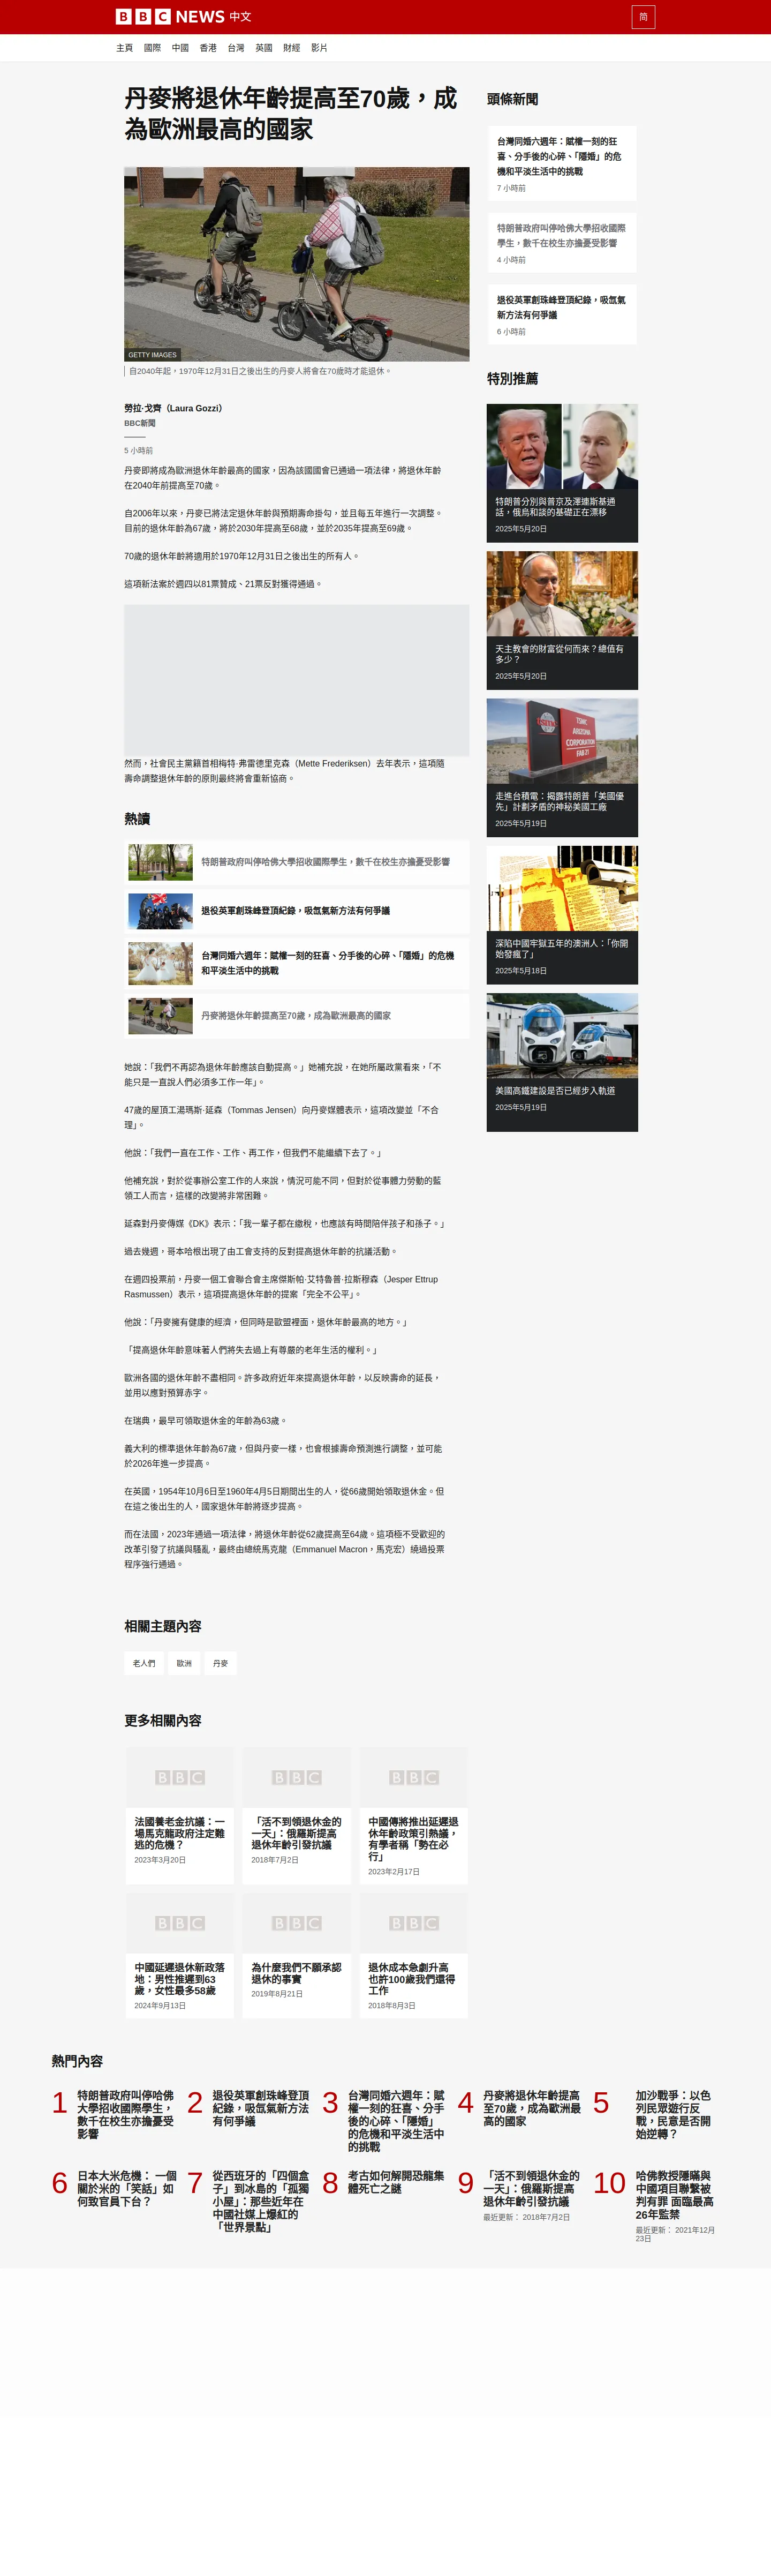 BBC NEWS 中文
简
主頁 國際 中國 香港 台灣 英國 財經 影片
丹麥將退休年齡提高至70歲，成
為歐洲最高的國家
GETTY IMAGES
自2040年起，1970年12月31日之後出生的丹麥人將會在70歲時才能退休。
勞拉·戈齊（Laura Gozzi）
BBC新聞
5 小時前
丹麥即將成為歐洲退休年齡最高的國家，因為該國國會已通過一項法律，將退休年齡
在2040年前提高至70歲。
自2006年以來，丹麥已將法定退休年齡與預期壽命掛勾，並且每五年進行一次調整。
目前的退休年齡為67歲，將於2030年提高至68歲，並於2035年提高至69歲。
70歲的退休年齡將適用於1970年12月31日之後出生的所有人。
這項新法案於週四以81票贊成、21票反對獲得通過。
然而，社會民主黨籍首相梅特·弗雷德里克森（Mette Frederiksen）去年表示，這項隨
壽命調整退休年齡的原則最終將會重新協商。
熱讀
特朗普政府叫停哈佛大學招收國際學生，數千在校生亦擔憂受影響
退役英軍創珠峰登頂紀錄，吸氙氣新方法有何爭議
台灣同婚六週年：賦權一刻的狂喜、分手後的心碎、「隱婚」的危機
和平淡生活中的挑戰
丹麥將退休年齡提高至70歲，成為歐洲最高的國家
她說：「我們不再認為退休年齡應該自動提高。」她補充說，在她所屬政黨看來，「不
能只是一直說人們必須多工作一年」。
47歲的屋頂工湯瑪斯·延森（Tommas Jensen）向丹麥媒體表示，這項改變並「不合
理」。
他說：「我們一直在工作、工作、再工作，但我們不能繼續下去了。」
他補充說，對於從事辦公室工作的人來說，情況可能不同，但對於從事體力勞動的藍
領工人而言，這樣的改變將非常困難。
延森對丹麥傳媒《DK》表示：「我一輩子都在繳稅，也應該有時間陪伴孩子和孫子。」
過去幾週，哥本哈根出現了由工會支持的反對提高退休年齡的抗議活動。
在週四投票前，丹麥一個工會聯合會主席傑斯帕·艾特魯普·拉斯穆森（Jesper Ettrup
Rasmussen）表示，這項提高退休年齡的提案「完全不公平」。
他說：「丹麥擁有健康的經濟，但同時是歐盟裡面，退休年齡最高的地方。」
「提高退休年齡意味著人們將失去過上有尊嚴的老年生活的權利。」
歐洲各國的退休年齡不盡相同。許多政府近年來提高退休年齡，以反映壽命的延長，
並用以應對預算赤字。
在瑞典，最早可領取退休金的年齡為63歲。
義大利的標準退休年齡為67歲，但與丹麥一樣，也會根據壽命預測進行調整，並可能
於2026年進一步提高。
在英國，1954年10月6日至1960年4月5日期間出生的人，從66歲開始領取退休金。但
在這之後出生的人，國家退休年齡將逐步提高。
而在法國，2023年通過一項法律，將退休年齡從62歲提高至64歲。這項極不受歡迎的
改革引發了抗議與騷亂，最終由總統馬克龍（Emmanuel Macron，馬克宏）繞過投票
程序強行通過。
相關主題內容
老人們 歐洲 丹麥
更多相關內容
法國養老金抗議：一
場馬克龍政府注定難
逃的危機？
2023年3月20日
「活不到領退休金的
一天」：俄羅斯提高
退休年齡引發抗議
2018年7月2日
中國傳將推出延遲退
休年齡政策引熱議，
有學者稱「勢在必
行」
2023年2月17日
中國延遲退休新政落
地：男性推遲到63
歲，女性最多58歲
2024年9月13日
為什麼我們不願承認
退休的事實
2019年8月21日
退休成本急劇升高
也許100歲我們還得
工作
2018年8月3日
頭條新聞
台灣同婚六週年：賦權一刻的狂
喜、分手後的心碎、「隱婚」的危
機和平淡生活中的挑戰
7 小時前
特朗普政府叫停哈佛大學招收國際
學生，數千在校生亦擔憂受影響
4 小時前
退役英軍創珠峰登頂紀錄，吸氙氣
新方法有何爭議
6 小時前
特別推薦
特朗普分別與普京及澤連斯基通
話，俄烏和談的基礎正在漂移
2025年5月20日
天主教會的財富從何而來？總值有
多少？
2025年5月20日
tsmc
TSMC
ARIZONA
CORPORATION
FAB 21
走進台積電：揭露特朗普「美國優
先」計劃矛盾的神秘美國工廠
2025年5月19日
深陷中國牢獄五年的澳洲人：「你開
始發瘋了」
2025年5月18日
美國高鐵建設是否已經步入軌道
2025年5月19日
熱門內容
1 特朗普政府叫停哈佛
大學招收國際學生，
數千在校生亦擔憂受
影響
2 退役英軍創珠峰登頂
紀錄，吸氙氣新方法
有何爭議
3 台灣同婚六週年：賦
權一刻的狂喜、分手
後的心碎、「隱婚」
的危機和平淡生活中
的挑戰
4 丹麥將退休年齡提高
至70歲，成為歐洲最
高的國家
5 加沙戰爭：以色
列民眾遊行反
戰，民意是否開
始逆轉？
6 日本大米危機： 一個
關於米的「笑話」如
何致官員下台？
7 從西班牙的「四個盒
子」到冰島的「孤獨
小屋」：那些近年在
中國社媒上爆紅的
「世界景點」
8 考古如何解開恐龍集
體死亡之謎
9 「活不到領退休金的
一天」：俄羅斯提高
退休年齡引發抗議
最近更新： 2018年7月2日
10 哈佛教授隱瞞與
中國項目聯繫被
判有罪 面臨最高
26年監禁
最近更新： 2021年12月
23日